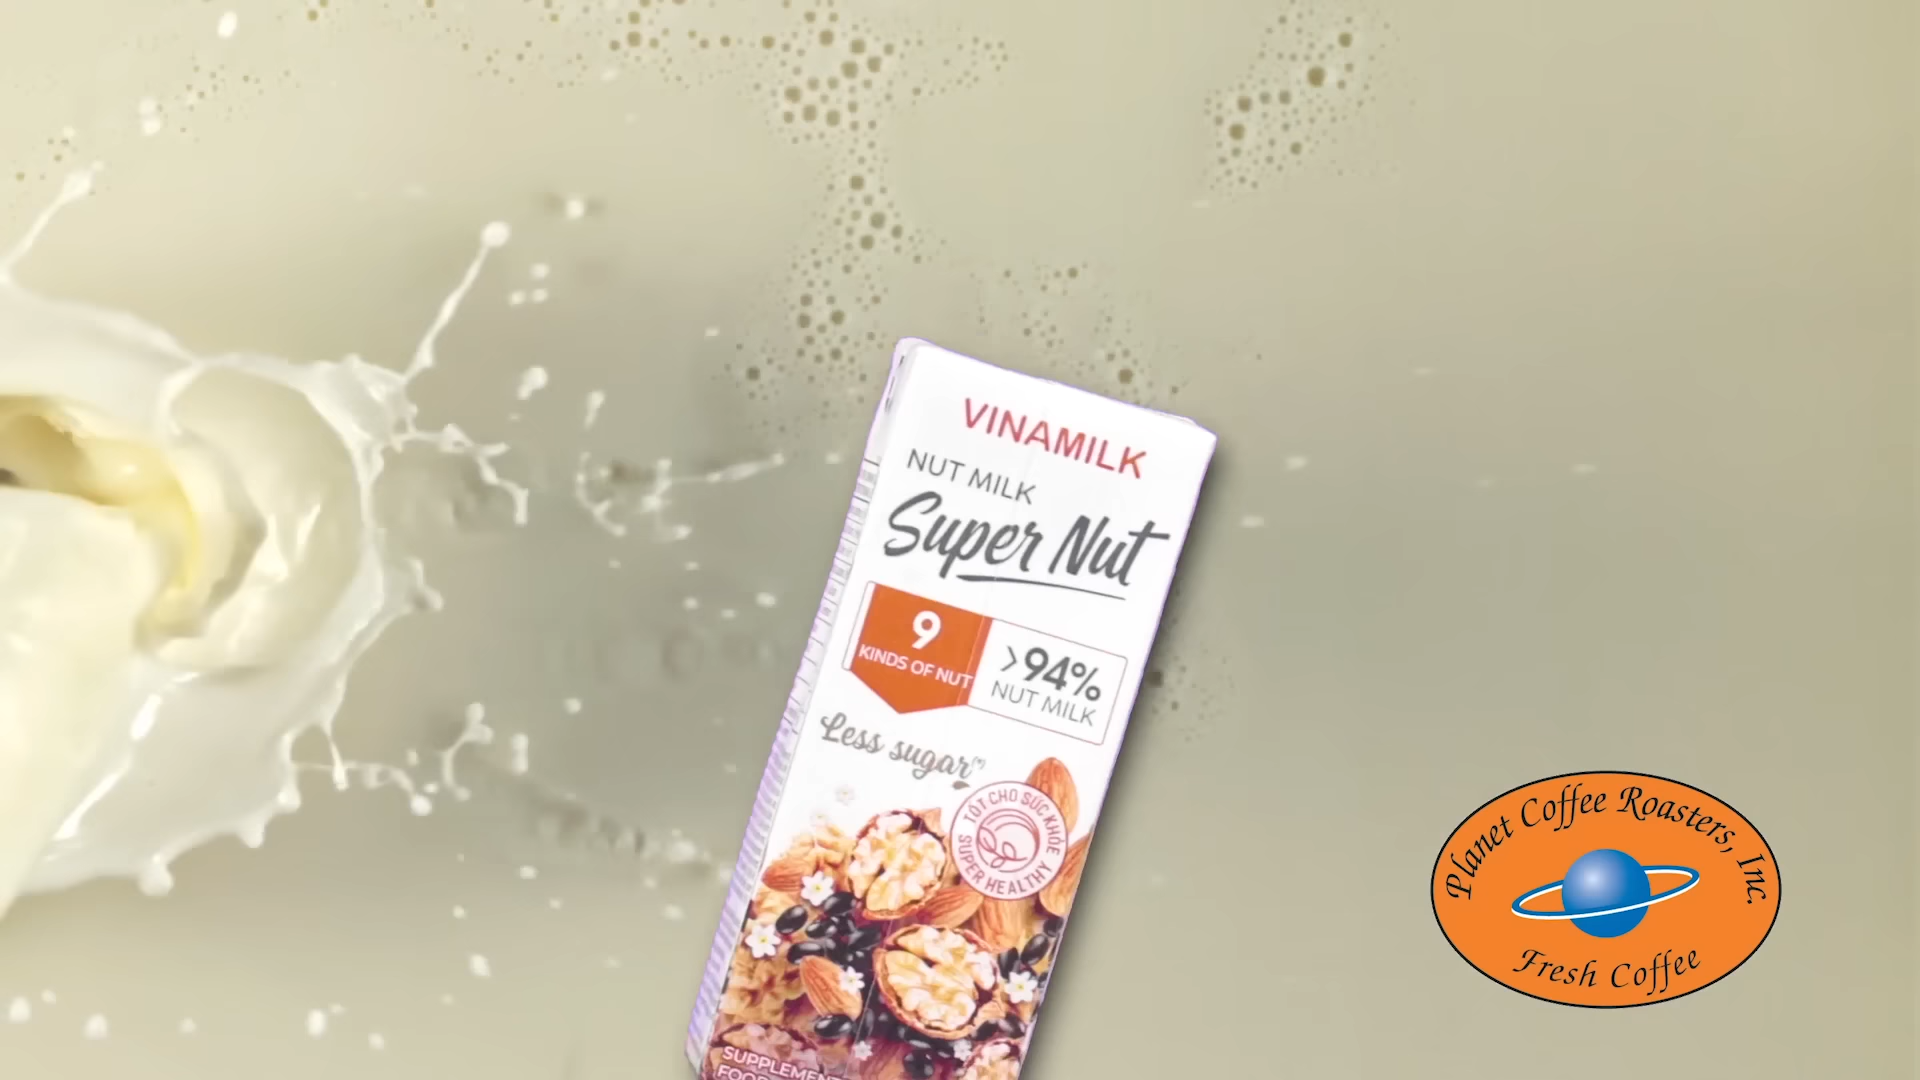 VINAMILK
NUT MILK
Super Nut
9
KINDS OF NUT
>94%
NUT MILK
Less sugar(*)
TỐT CHO SỨC KHỎE
SUPER HEALTHY
SUPPLEMENT
Planet Coffee Roasters, Inc.
Fresh Coffee